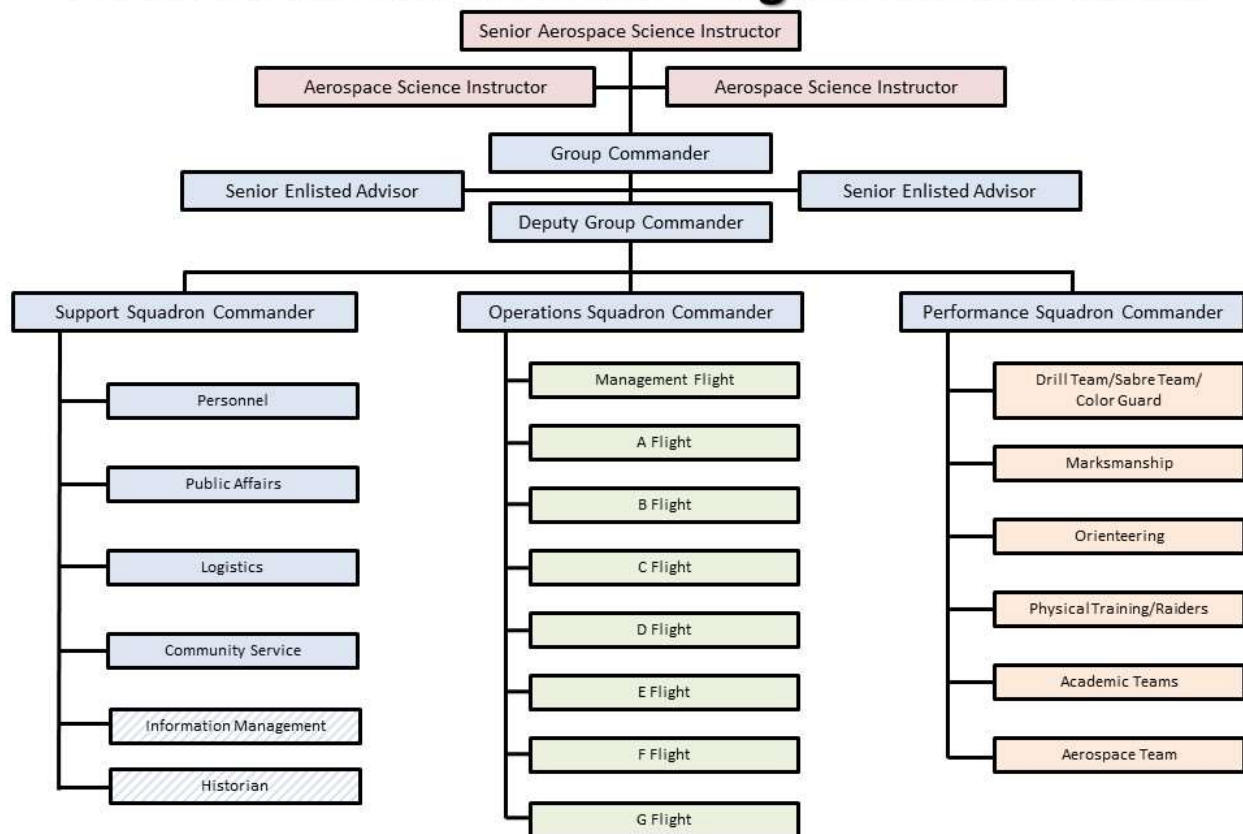 Senior Aerospace Science Instructor
Aerospace Science Instructor
Aerospace Science Instructor
Group Commander
Senior Enlisted Advisor
Senior Enlisted Advisor
Deputy Group Commander
Support Squadron Commander
Operations Squadron Commander
Performance Squadron Commander
Personnel
Public Affairs
Logistics
Community Service
Information Management
Historian
Management Flight
A Flight
B Flight
C Flight
D Flight
E Flight
F Flight
G Flight
Drill Team/Sabre Team/
Color Guard
Marksmanship
Orienteering
Physical Training/Raiders
Academic Teams
Aerospace Team